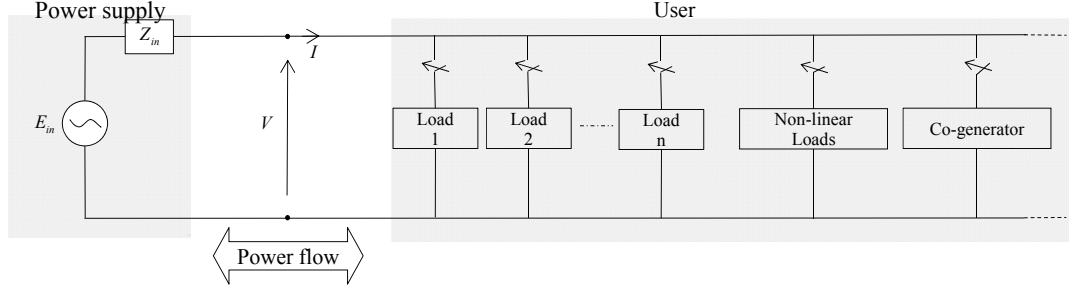 Power supply
User
Z_in
I
E_in
V
Load
1
Load
2
Load
n
Non-linear
Loads
Co-generator
Power flow